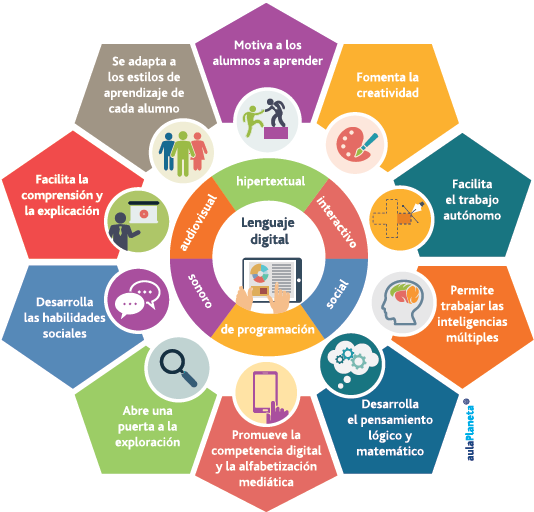 Motiva a los
alumnos a aprender
Fomenta la
creatividad
Facilita
el trabajo
autónomo
Permite
trabajar las
inteligencias
múltiples
Desarrolla
el pensamiento
lógico y
matemático
Promueve la
competencia digital
y la alfabetización
mediática
Abre una
puerta a la
exploración
Desarrolla
las habilidades
sociales
Facilita la
comprensión y
la explicación
Se adapta a
los estilos de
aprendizaje de
cada alumno
hipertextual
interactivo
social
de programación
sonoro
audiovisual
Lenguaje
digital
aulaPlaneta